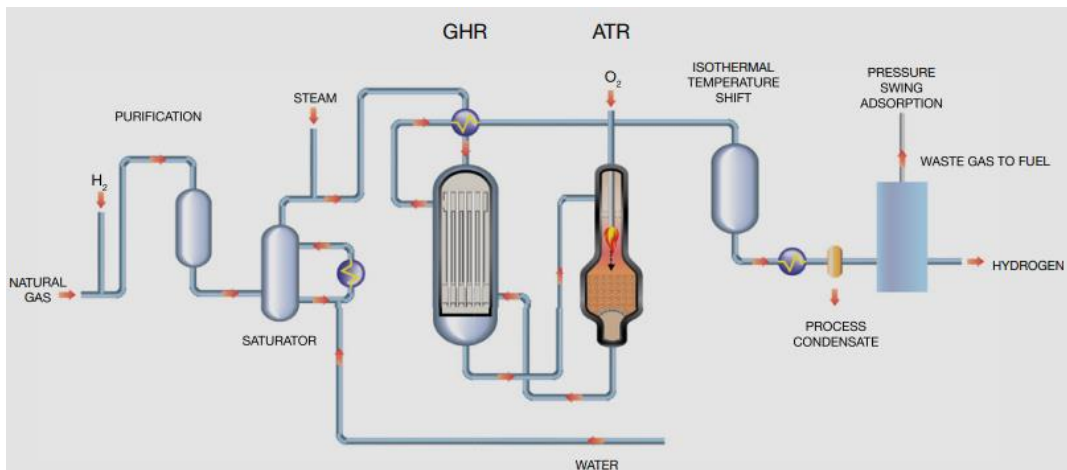 GHR
ATR
O₂
ISOTHERMAL
TEMPERATURE
SHIFT
PRESSURE
SWING
ADSORPTION
STEAM
PURIFICATION
WASTE GAS TO FUEL
H₂
NATURAL
GAS
HYDROGEN
SATURATOR
PROCESS
CONDENSATE
WATER